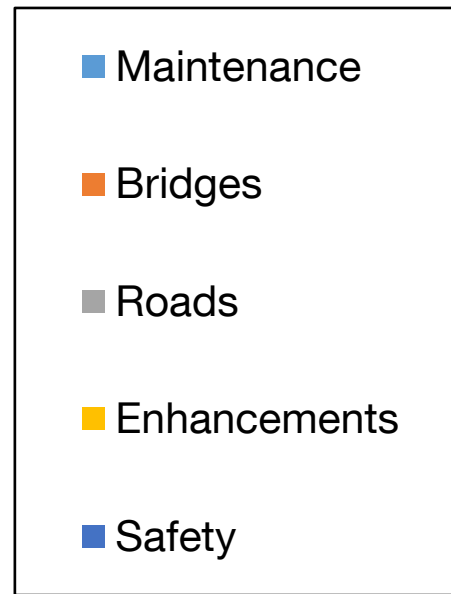 Maintenance
Bridges
Roads
Enhancements
Safety